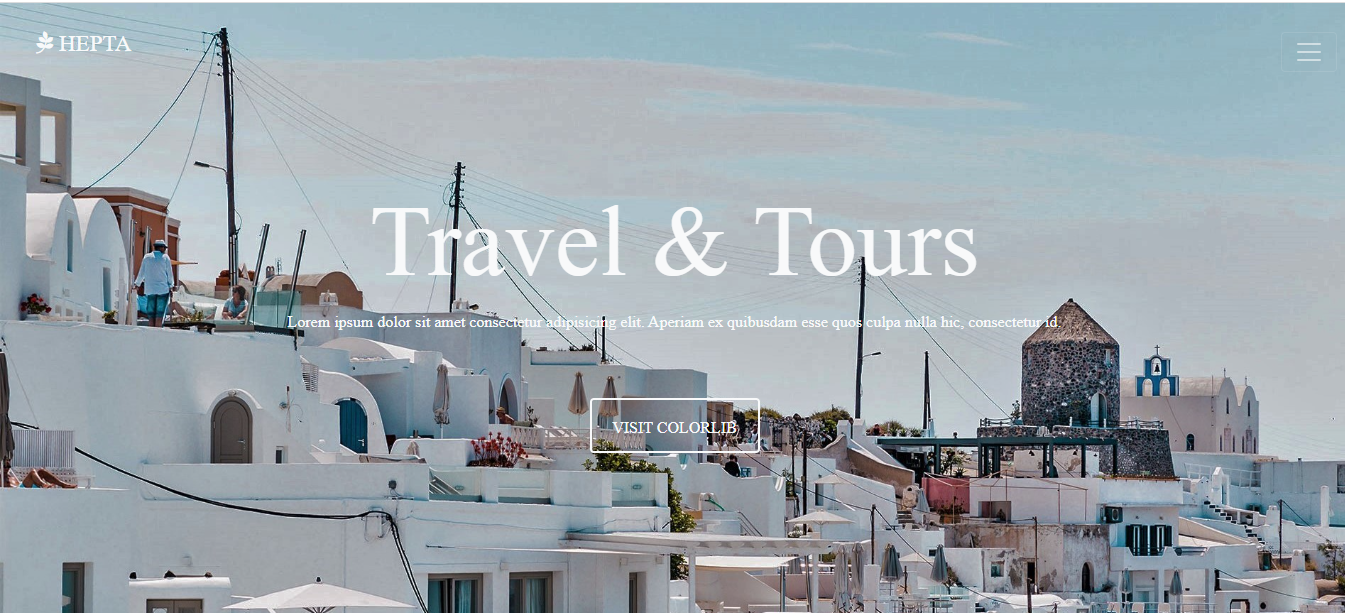 HEPTA
Travel & Tours
Lorem ipsum dolor sit amet consectetur adipisicing elit. Aperiam ex quibusdam esse quos culpa nulla hic, consectetur id.
VISIT COLORLIB